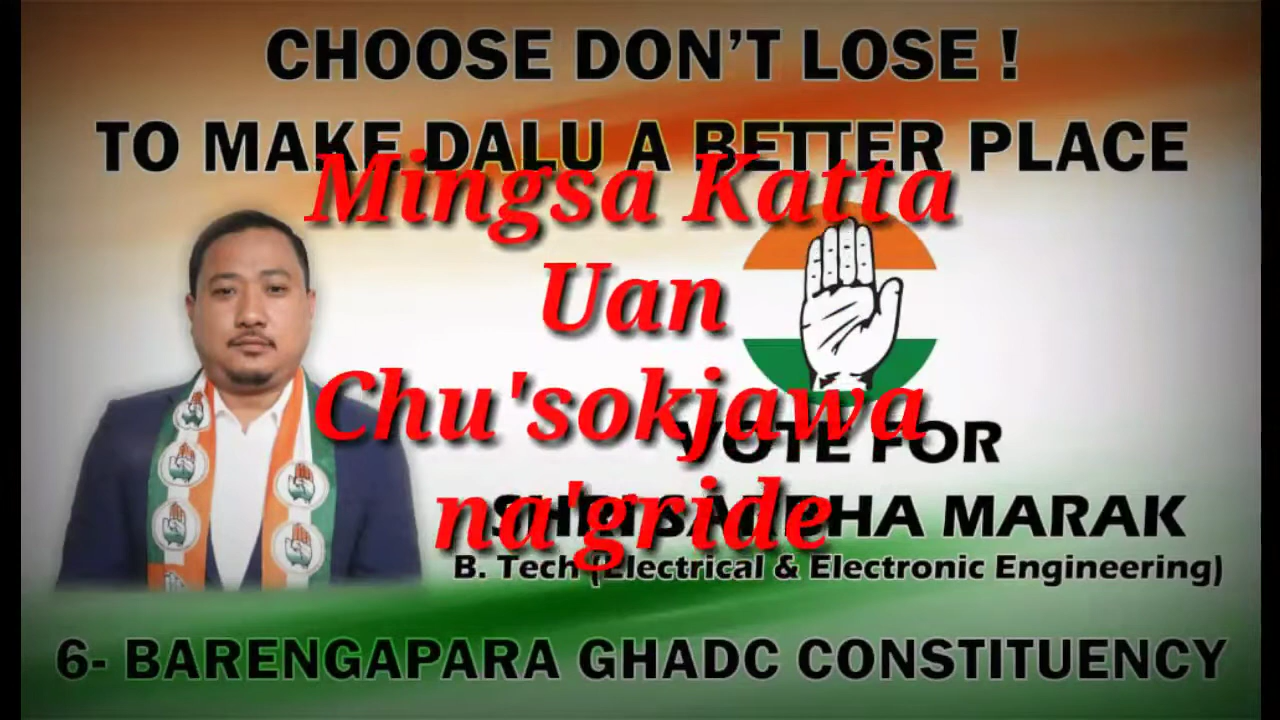 CHOOSE DON'T LOSE !
TO MAKE DALU A BETTER PLACE
Mingsa Katta
Uan
Chu'sokjawa
na'gride
VOTE FOR
MARAK
B. Tech (Electrical & Electronic Engineering)
6- BARENGAPARA GHADC CONSTITUENCY